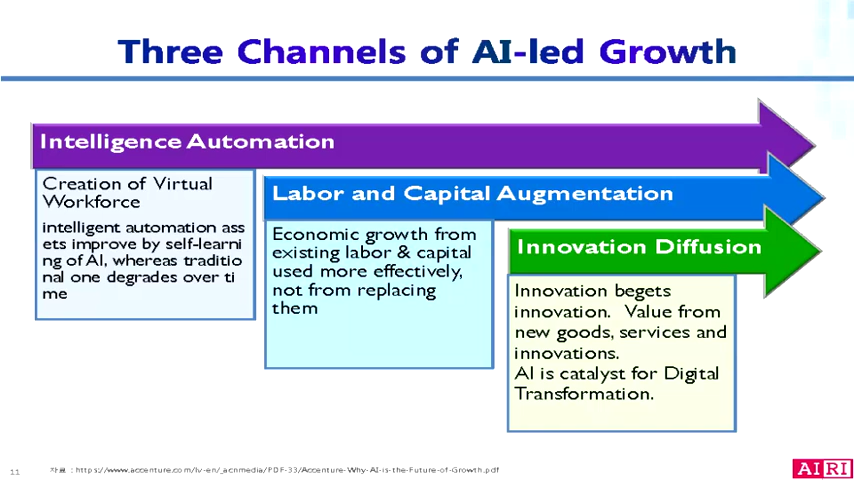 Three Channels of AI-led Growth
Intelligence Automation
Creation of Virtual
Workforce
intelligent automation ass
ets improve by self-learni
ng of AI, whereas traditio
nal one degrades over ti
me
Labor and Capital Augmentation
Economic growth from
existing labor & capital
used more effectively,
not from replacing
them
Innovation Diffusion
Innovation begets
innovation. Value from
new goods, services and
innovations.
AI is catalyst for Digital
Transformation.
11
자료 : https://www.accenture.com/lv-en/_acnmedia/PDF-33/Accenture-Why-AI-is-the-Future-of-Growth.pdf
AIRI